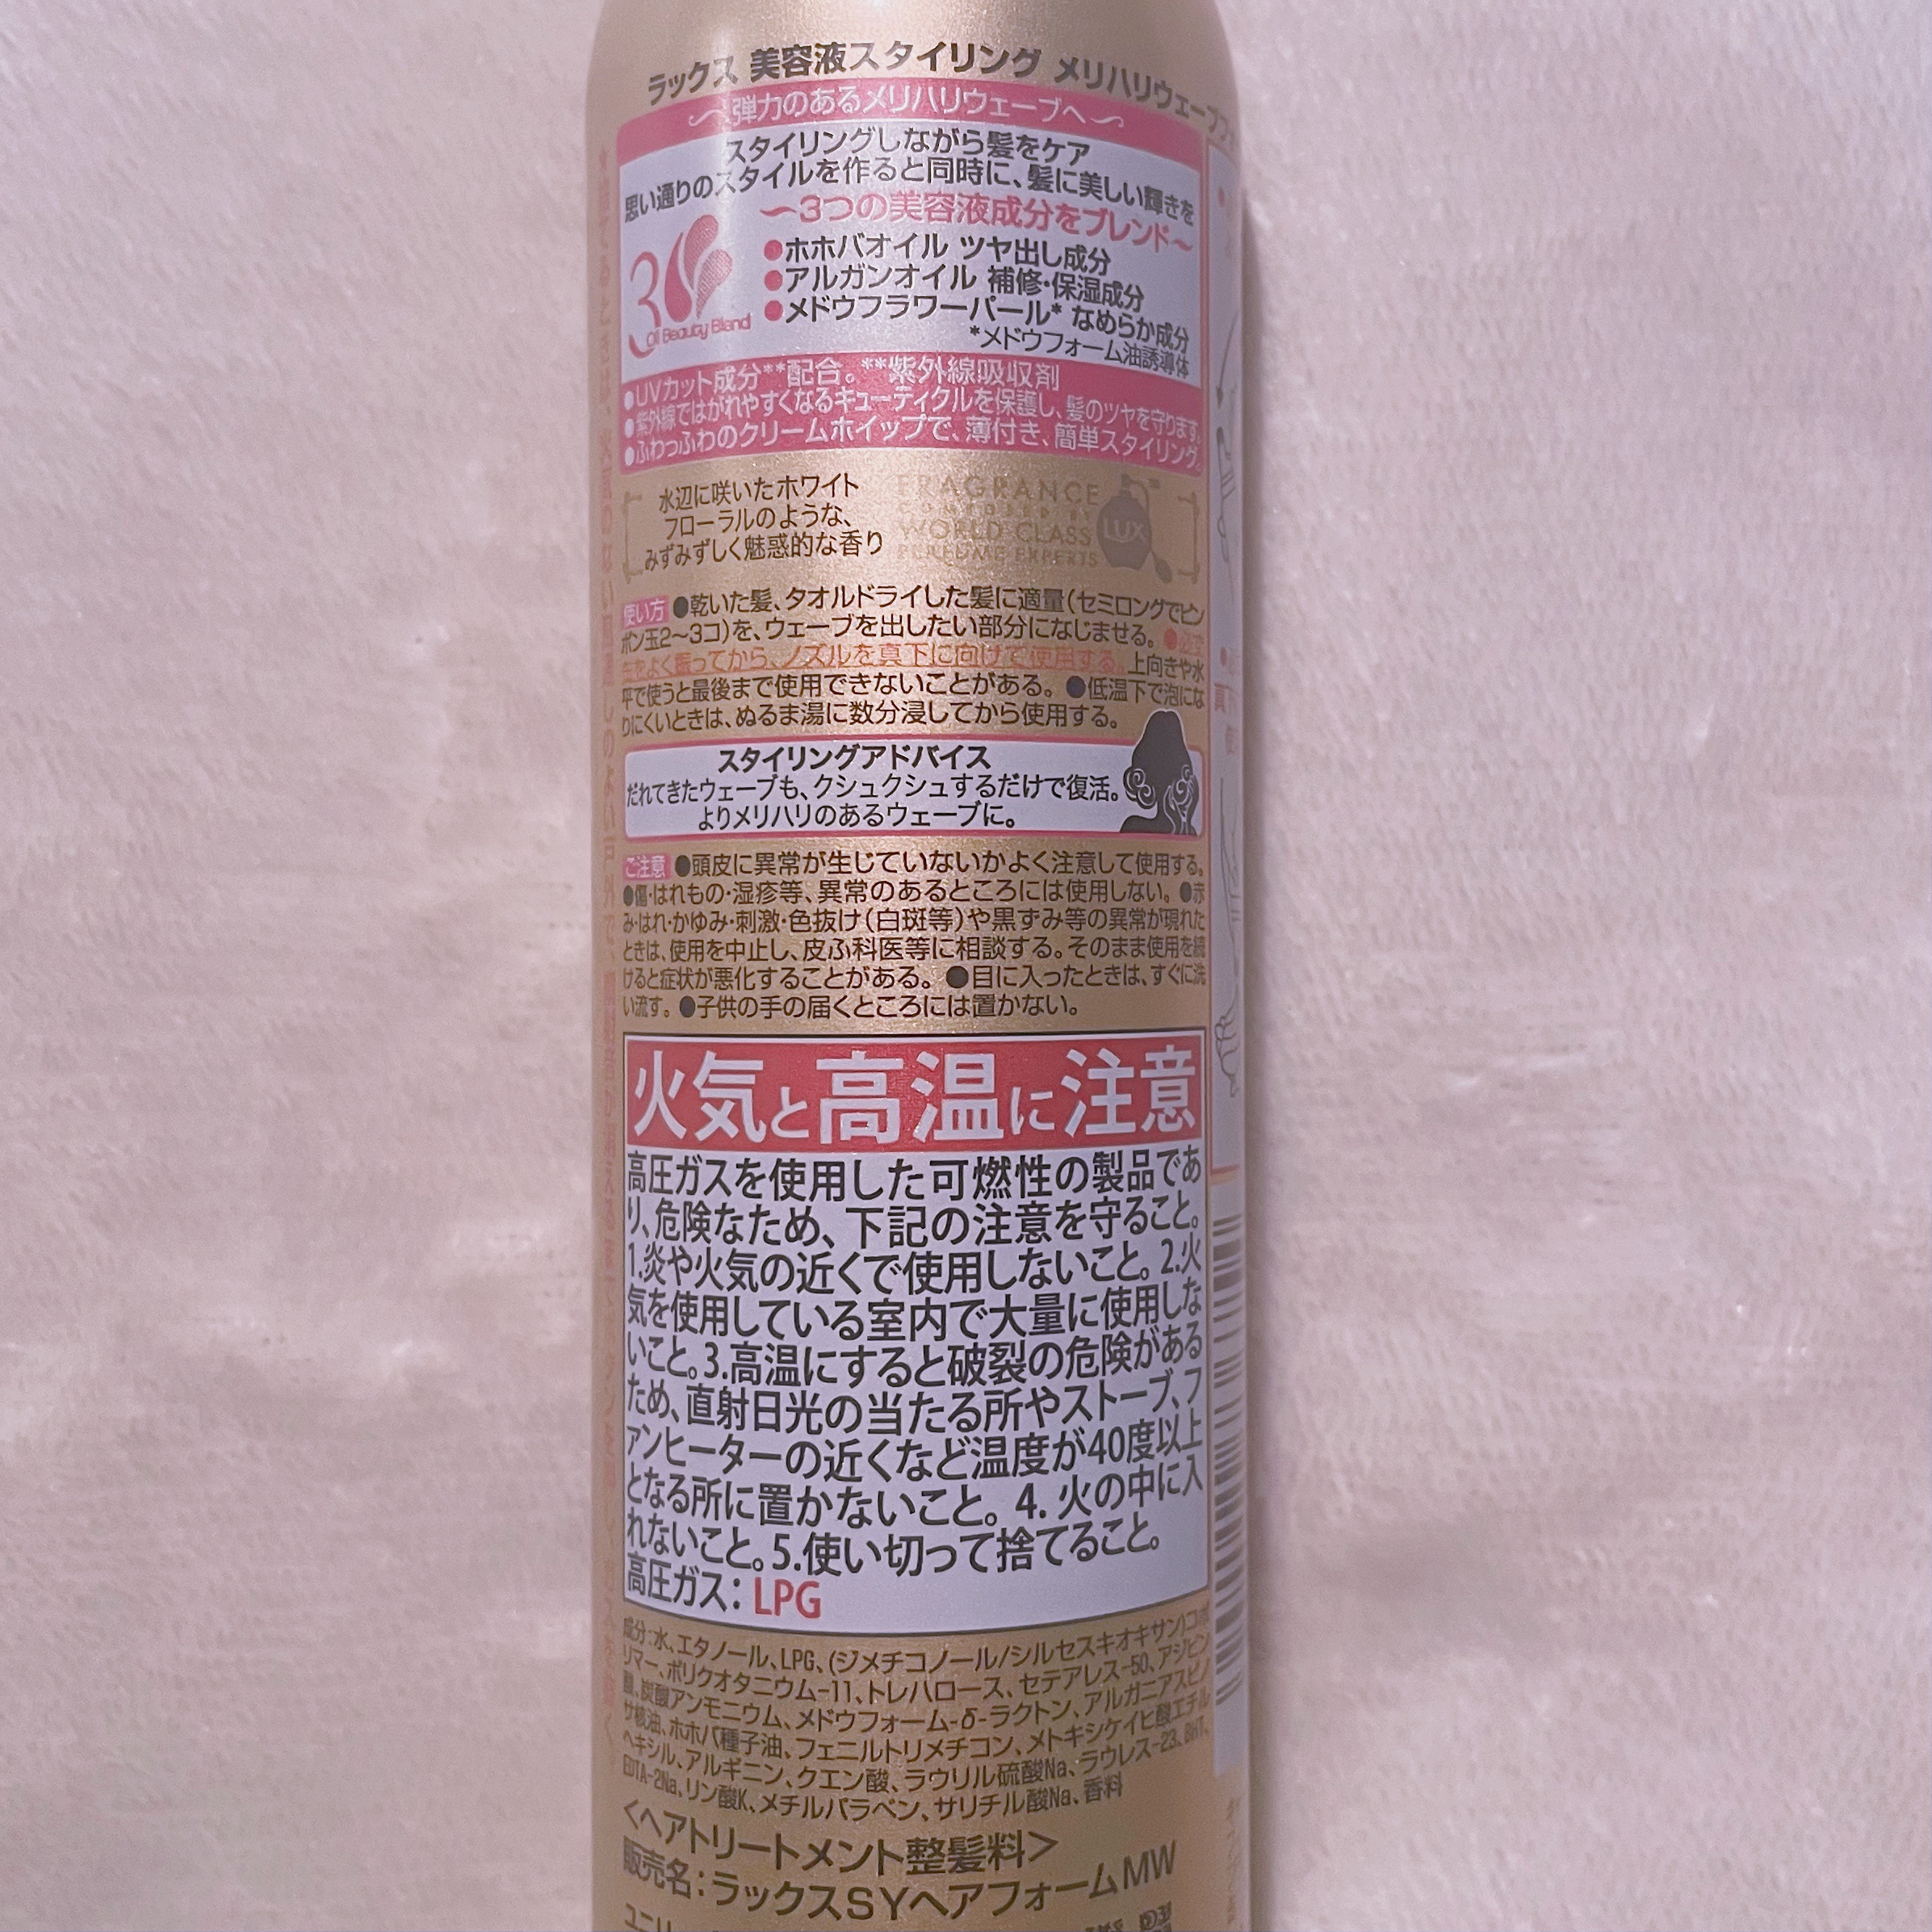 ラックス 美容液スタイリング メリハリウェーブフォ
〜弾力のあるメリハリウェーブへ〜
スタイリングしながら髪をケア
思い通りのスタイルを作ると同時に、髪に美しい輝きを
〜3つの美容液成分をブレンド〜
●ホホバオイル ツヤ出し成分
●アルガンオイル 補修・保湿成分
●メドウフラワーパール* なめらか成分
*メドウフォーム油誘導体
3
Oil Beauty Blend
●UVカット成分**配合。**紫外線吸収剤
●紫外線ではがれやすくなるキューティクルを保護し、髪のツヤを守ります。
●ふわっふわのクリームホイップで、薄付き、簡単スタイリング。
水辺に咲いたホワイト
フローラルのような、
みずみずしく魅惑的な香り
FRAGRANCE
COMPOSED BY
WORLD CLASS
PERFUME EXPERTS
LUX
使い方 ●乾いた髪、タオルドライした髪に適量(セミロングでピン
ポン玉2〜3コ)を、ウェーブを出したい部分になじませる。●必ず
缶をよく振ってから、ノズルを真下に向けて使用する。上向きや水
平で使うと最後まで使用できないことがある。●低温下で泡にな
りにくいときは、ぬるま湯に数分浸してから使用する。
スタイリングアドバイス
だれてきたウェーブも、クシュクシュするだけで復活。
よりメリハリのあるウェーブに。
ご注意 ●頭皮に異常が生じていないかよく注意して使用する。
●傷・はれもの・湿疹等、異常のあるところには使用しない。●赤
み・はれ・かゆみ・刺激・色抜け(白斑等)や黒ずみ等の異常が現れた
ときは、使用を中止し、皮ふ科医等に相談する。そのまま使用を続
けると症状が悪化することがある。●目に入ったときは、すぐに洗
い流す。●子供の手の届くところには置かない。
火気と高温に注意
高圧ガスを使用した可燃性の製品であ
り、危険なため、下記の注意を守ること。
1.炎や火気の近くで使用しないこと。2.火
気を使用している室内で大量に使用しな
いこと。3.高温にすると破裂の危険がある
ため、直射日光の当たる所やストーブ、フ
ァンヒーターの近くなど温度が40度以上
となる所に置かないこと。4. 火の中に入
れないこと。5.使い切って捨てること。
高圧ガス：LPG
成分：水、エタノール、LPG、(ジメチコノール/シルセスキオキサン)コポ
リマー、ポリクオタニウム-11、トレハロース、セテアレス-50、アジピン
酸、炭酸アンモニウム、メドウフォーム-δ-ラクトン、アルガニアスピノ
サ核油、ホホバ種子油、フェニルトリメチコン、メトキシケイヒ酸エチル
ヘキシル、アルギニン、クエン酸、ラウリル硫酸Na、ラウレス-23、BHT、
EDTA-2Na、リン酸K、メチルパラベン、サリチル酸Na、香料
<ヘアトリートメント整髪料>
販売名：ラックスSYヘアフォームMW